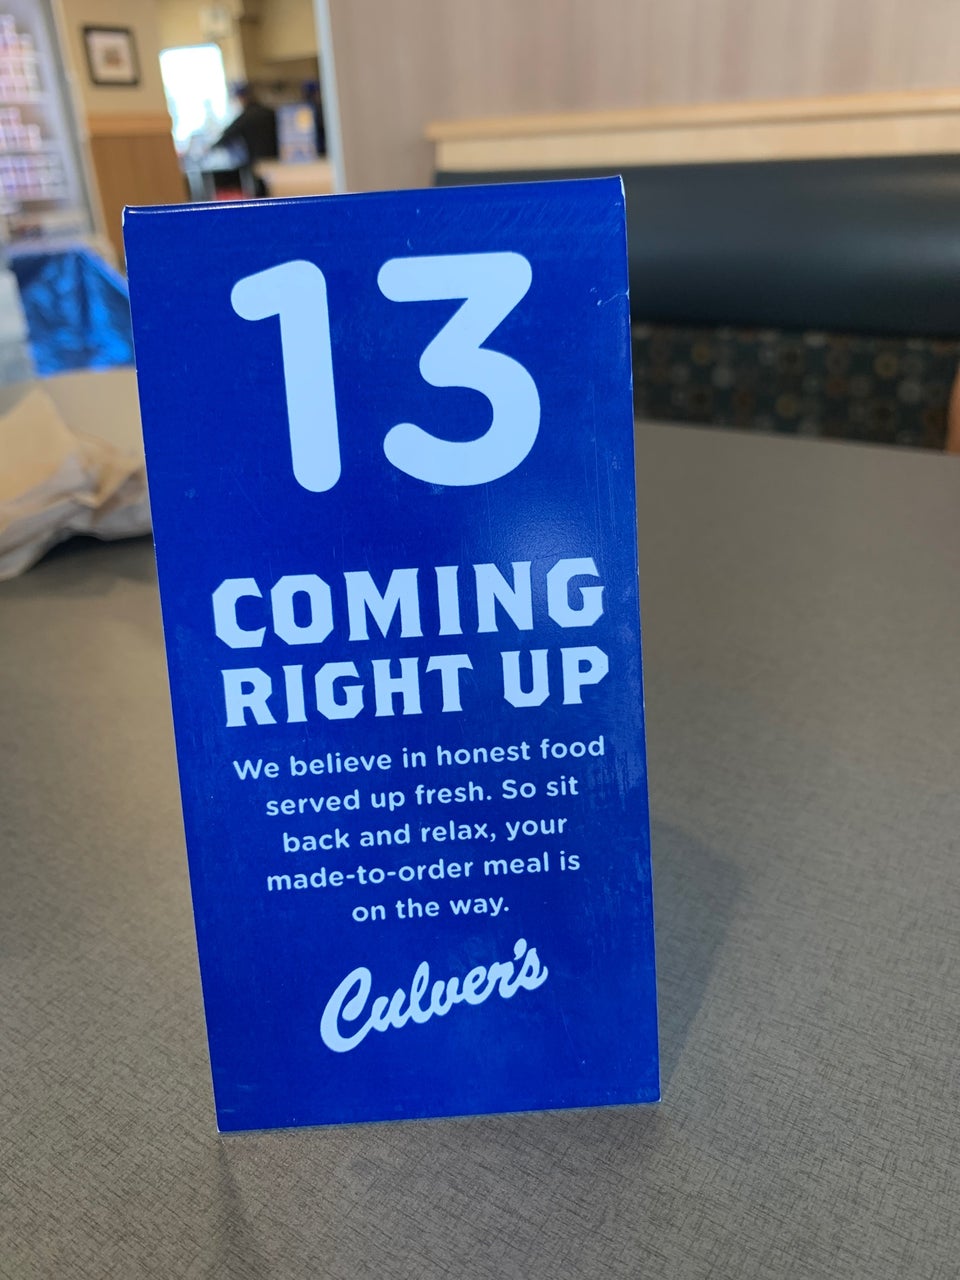 13
COMING
RIGHT UP
We believe in honest food
served up fresh. So sit
back and relax, your
made-to-order meal is
on the way.
Culver's